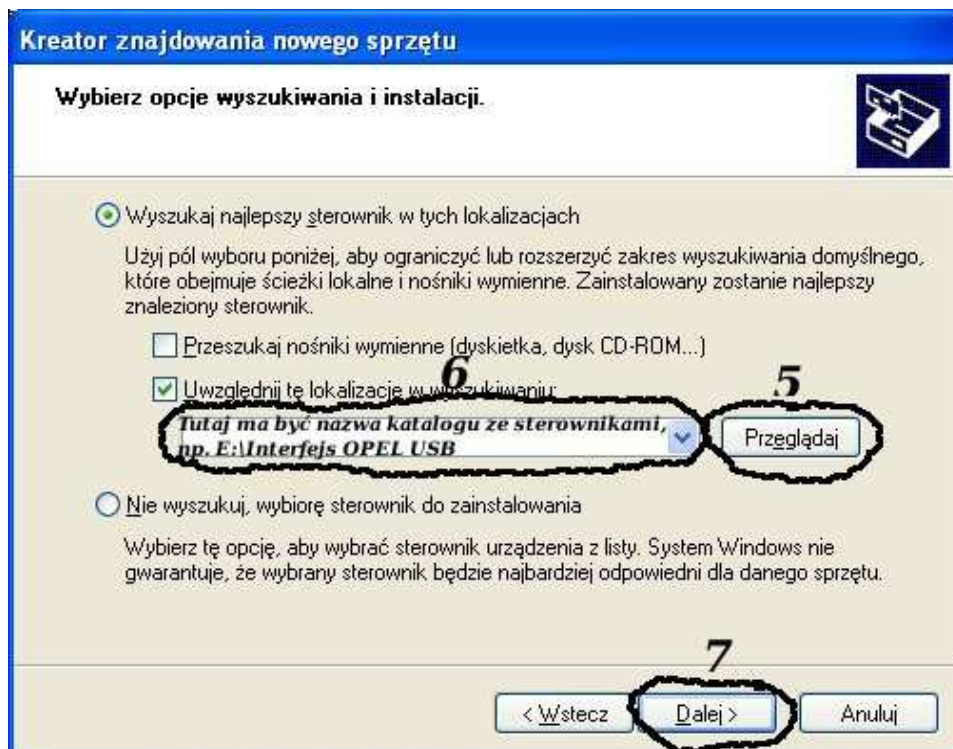 Kreator znajdowania nowego sprzętu
Wybierz opcje wyszukiwania i instalacji.
Wyszukaj najlepszy sterownik w tych lokalizacjach
Użyj pól wyboru poniżej, aby ograniczyć lub rozszerzyć zakres wyszukiwania domyślnego,
które obejmuje ścieżki lokalne i nośniki wymienne. Zainstalowany zostanie najlepszy
znaleziony sterownik.
Przeszukaj nośniki wymienne (dyskietka, dysk CD-ROM...)
6
5
Uwzględnij tę lokalizację w wyszukiwaniu:
Tutaj ma być nazwa katalogu ze sterownikami,
np. E:\Interfejs OPEL USB
Przeglądaj
Nie wyszukuj, wybiorę sterownik do zainstalowania
Wybierz tę opcję, aby wybrać sterownik urządzenia z listy. System Windows nie
gwarantuje, że wybrany sterownik będzie najbardziej odpowiedni dla danego sprzętu.
7
< Wstecz
Dalej >
Anuluj